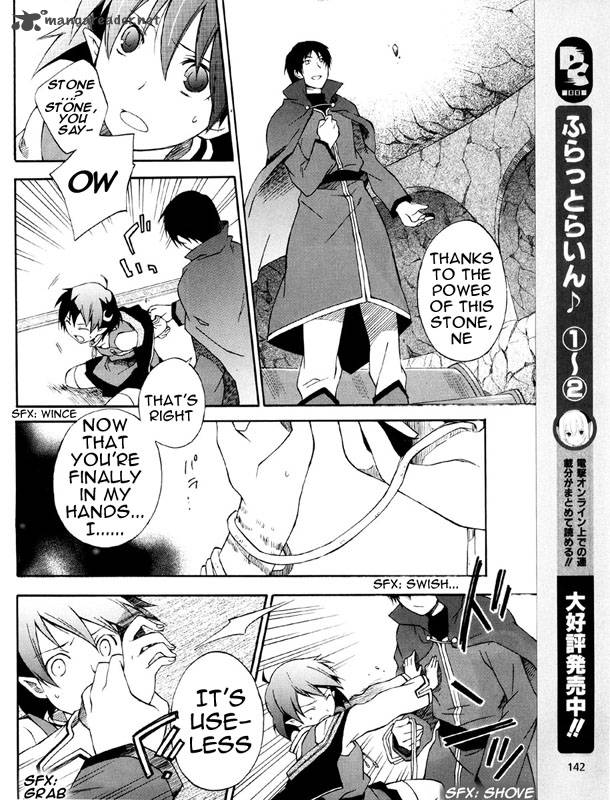 mangareader.net
STONE
...?
STONE,
YOU
SAY-
THANKS
TO THE
POWER
OF THIS
STONE,
NE
OW
SFX: WINCE
THAT'S
RIGHT
NOW
THAT
YOU'RE
FINALLY
IN MY
HANDS...
I......
SFX: SWISH...
IT'S
USE-
LESS
SFX:
GRAB
SFX: SHOVE
ふらっとらいん♪ ①〜②
電撃オンライン上での連
載分がまとめて読める!!
大好評発売中!!
142